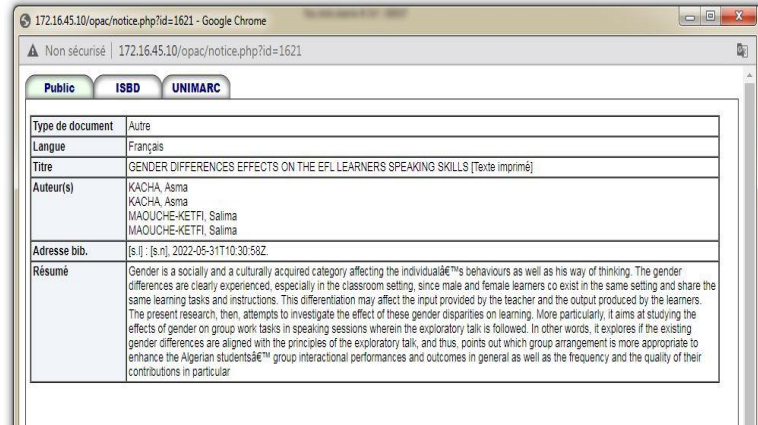 172.16.45.10/opac/notice.php?id=1621 - Google Chrome
Non sécurisé | 172.16.45.10/opac/notice.php?id=1621
Public ISBD UNIMARC
Type de document Autre
Langue Français
Titre GENDER DIFFERENCES EFFECTS ON THE EFL LEARNERS SPEAKING SKILLS [Texte imprimé]
Auteur(s) KACHA, Asma
KACHA, Asma
MAOUCHE-KETFI, Salima
MAOUCHE-KETFI, Salima
Adresse bib. [s.l] : [s.n], 2022-05-31T10:30:58Z.
Résumé Gender is a socially and a culturally acquired category affecting the individualâ€™s behaviours as well as his way of thinking. The gender
differences are clearly experienced, especially in the classroom setting, since male and female learners co exist in the same setting and share the
same learning tasks and instructions. This differentiation may affect the input provided by the teacher and the output produced by the learners.
The present research, then, attempts to investigate the effect of these gender disparities on learning. More particularly, it aims at studying the
effects of gender on group work tasks in speaking sessions wherein the exploratory talk is followed. In other words, it explores if the existing
gender differences are aligned with the principles of the exploratory talk, and thus, points out which group arrangement is more appropriate to
enhance the Algerian studentsâ€™ group interactional performances and outcomes in general as well as the frequency and the quality of their
contributions in particular